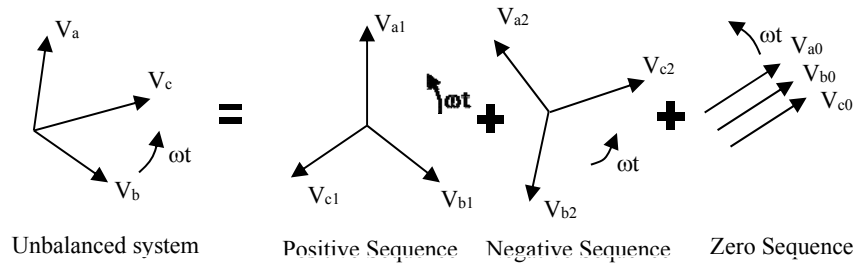 Va
Vc
ωt
Vb
Unbalanced system
=
Va1
ωt
Vc1
Vb1
Positive Sequence
+
Va2
Vc2
ωt
Vb2
Negative Sequence
+
ωt
Va0
Vb0
Vc0
Zero Sequence